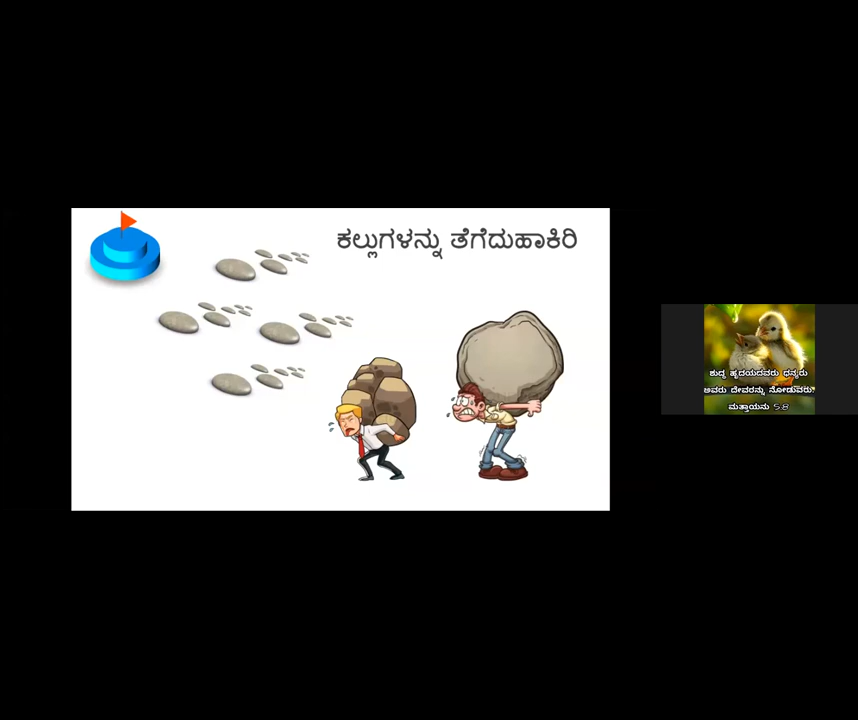 ಕಲ್ಲುಗಳನ್ನು ತೆಗೆದುಹಾಕಿರಿ
ಶುದ್ಧ ಹೃದಯದವರು ಧನ್ಯರು
ಅವರು ದೇವರನ್ನು ನೋಡುವರು
ಮತ್ತಾಯನು 5:8